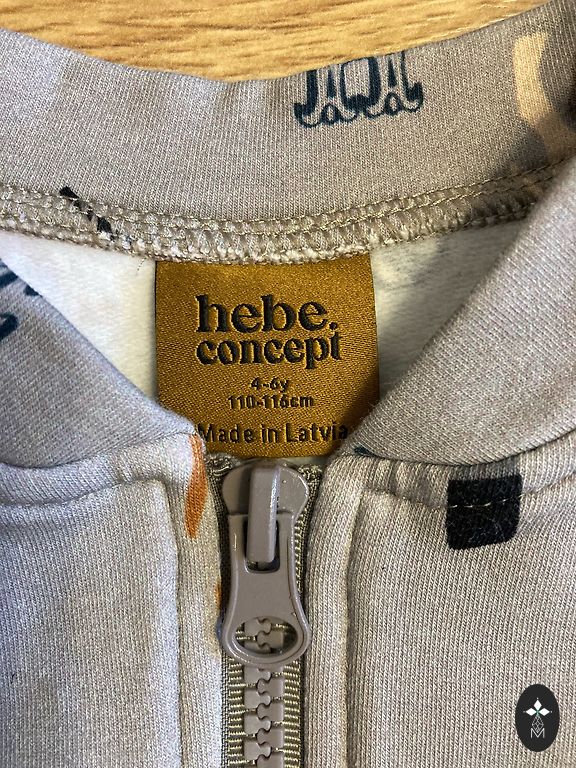 hebe.
concept
4-6y
110-116cm
Made in Latvia